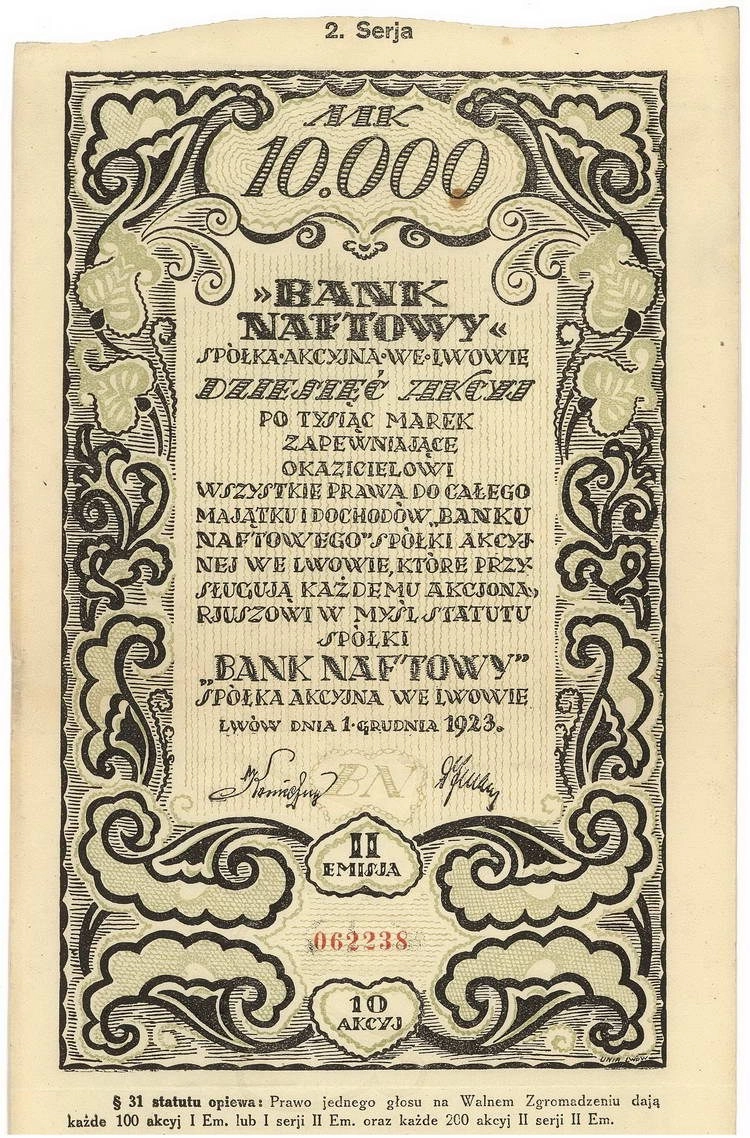 2. Serja
MK
10.000
»BANK
NAFTOWY«
SPÓŁKA·AKCYJNA·WE·LWOWIE
DZIESIĘĆ AKCYJ
PO TYSIĄC MAREK
ZAPEWNIAJĄCE
OKAZICIELOWI
WSZYSTKIE PRAWA DO CAŁEGO
MAJĄTKU I DOCHODÓW „BANKU
NAFTOWEGO” SPÓŁKI AKCYJ-
NEJ WE LWOWIE, KTÓRE PRZY-
SŁUGUJĄ KAŻDEMU AKCJONA-
RJUSZOWI W MYŚL STATUTU
SPÓŁKI
„BANK NAFTOWY”
SPÓŁKA AKCYJNA WE LWOWIE
LWÓW DNIA 1·GRUDNIA 1923.
BN
II
EMISJA
062238
10
AKCYJ
UNIA LWÓW
§ 31 statutu opiewa: Prawo jednego głosu na Walnem Zgromadzeniu dają
każde 100 akcyj I Em. lub I serji II Em. oraz każde 200 akcyj II serji II Em.